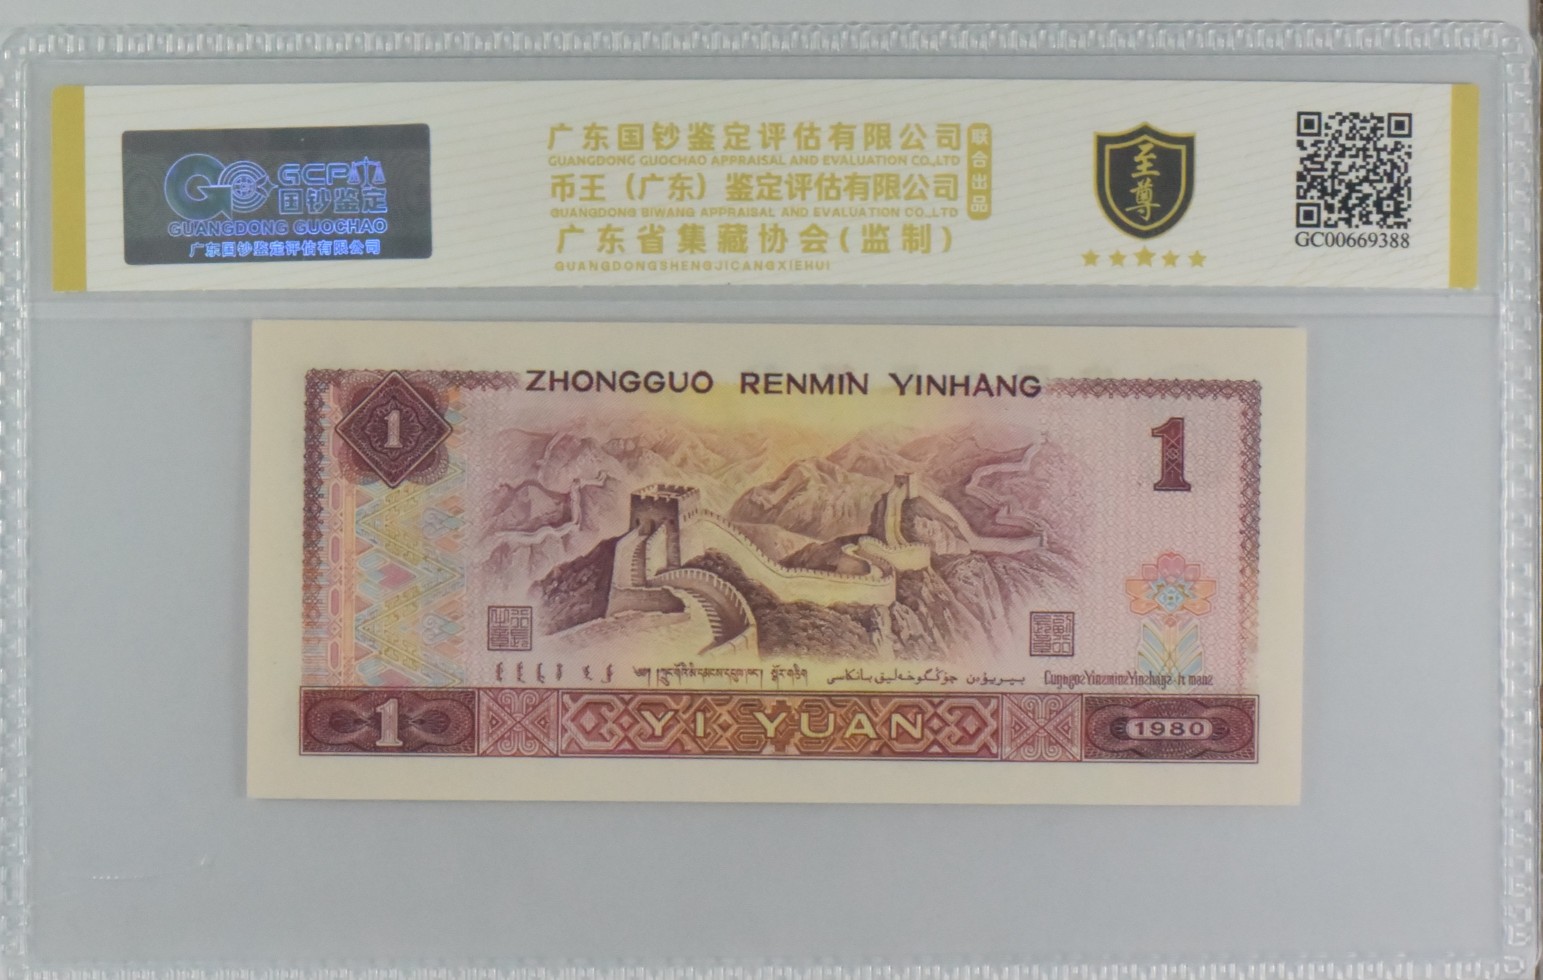 GCP
国钞鉴定
GUANGDONG GUOCHAO
广东国钞鉴定评估有限公司
广东国钞鉴定评估有限公司
GUANGDONG GUOCHAO APPRAISAL AND EVALUATION CO.,LTD
币王（广东）鉴定评估有限公司
GUANGDONG BIWANG APPRAISAL AND EVALUATION CO.,LTD
广东省集藏协会(监制)
GUANGDONGSHENGJICANGXIEHUI
联合出品
至尊
GC00669388
ZHONGGUO RENMIN YINHANG
1
1
1
YI YUAN
1980